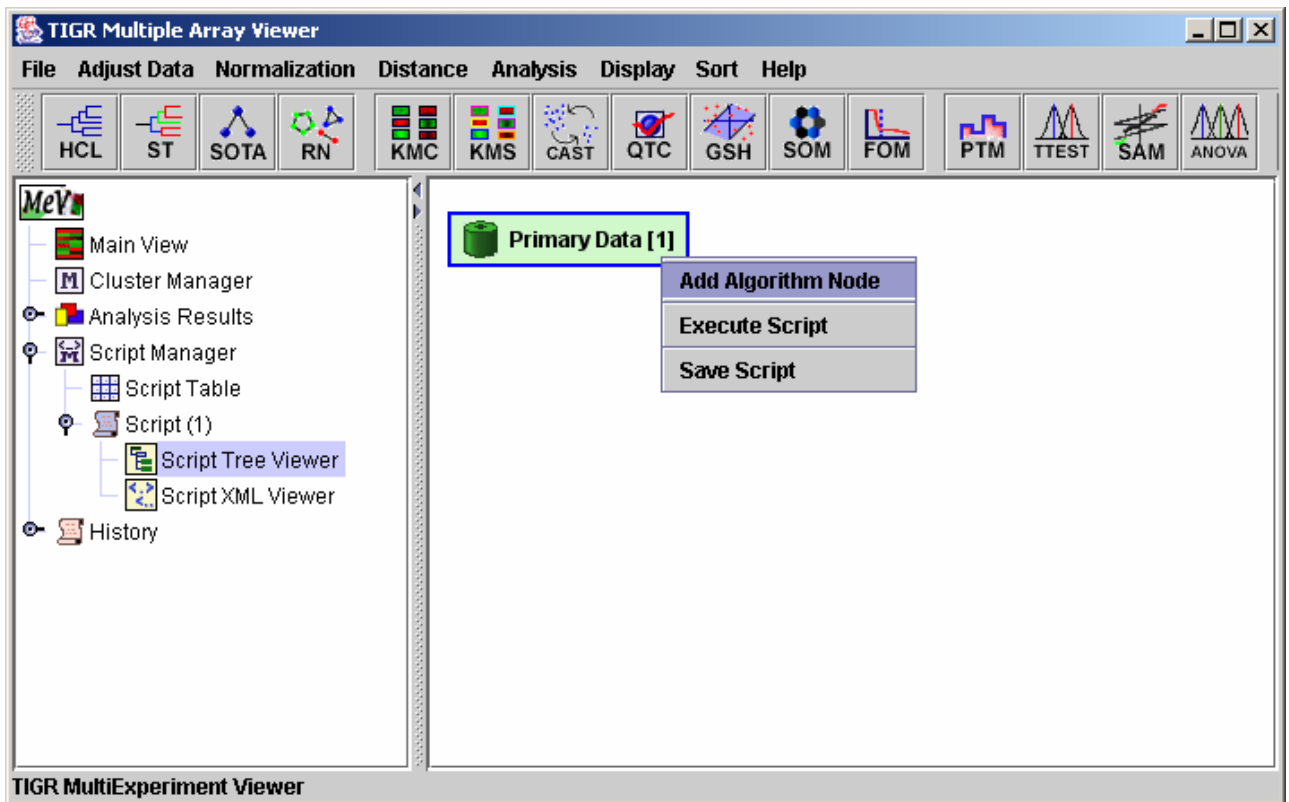 TIGR Multiple Array Viewer
File Adjust Data Normalization Distance Analysis Display Sort Help
HCL ST SOTA RN KMC KMS CAST QTC GSH SOM FOM PTM TTEST SAM ANOVA
MeV
Main View
Cluster Manager
Analysis Results
Script Manager
Script Table
Script (1)
Script Tree Viewer
Script XML Viewer
History
Primary Data [1]
Add Algorithm Node
Execute Script
Save Script
TIGR MultiExperiment Viewer